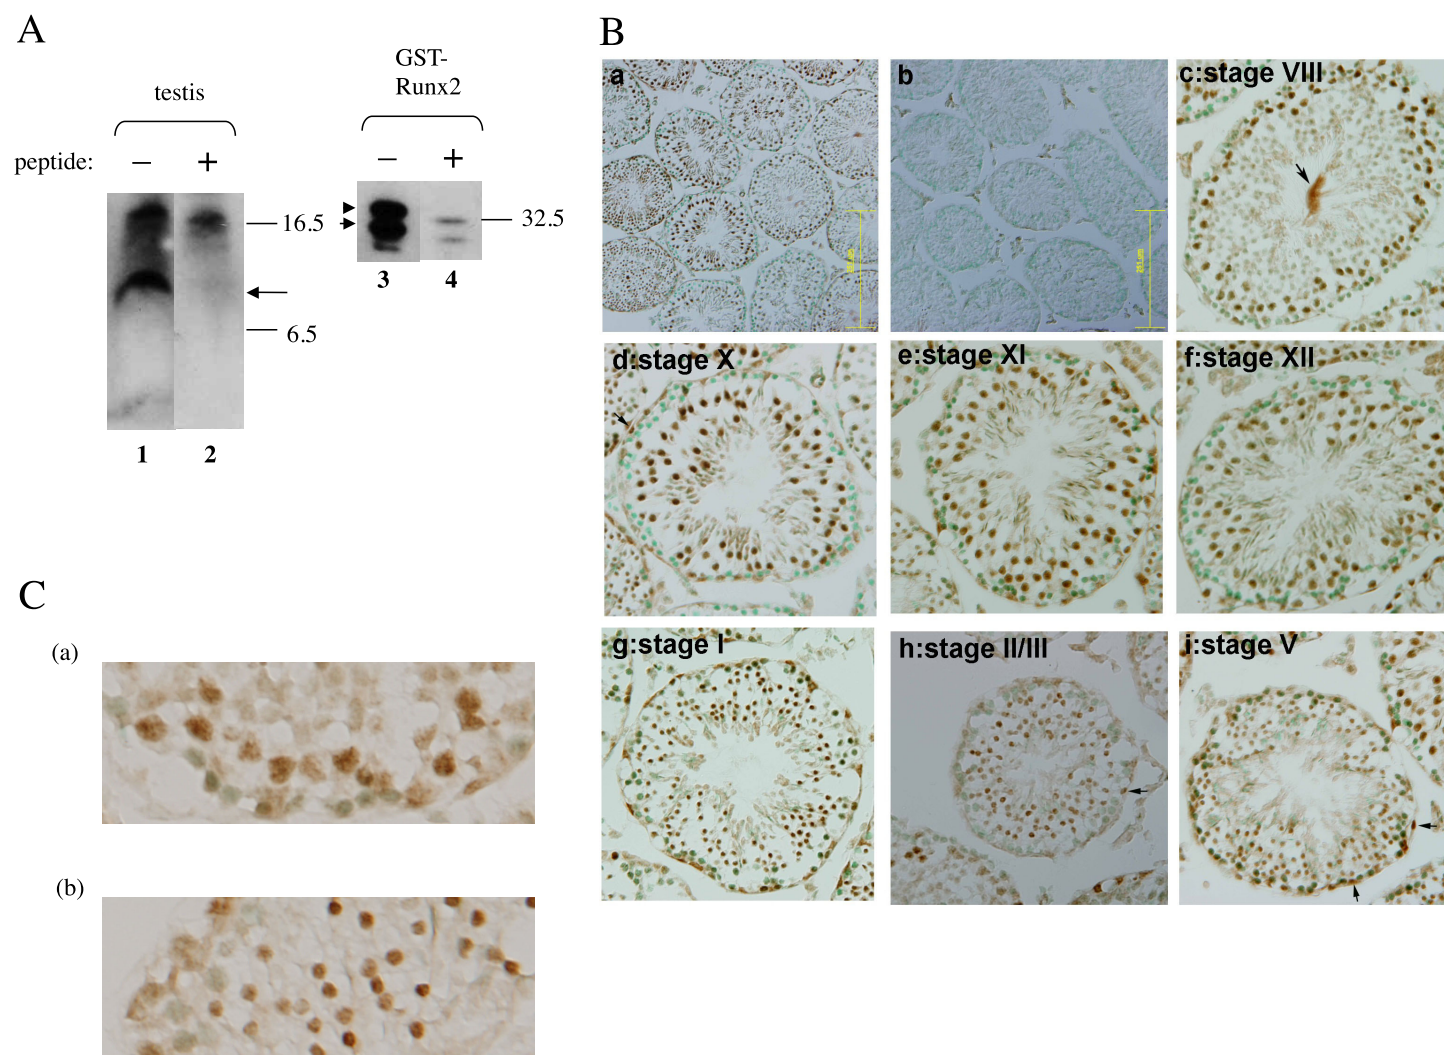 A
testis
GST-
Runx2
peptide:
− + − +
16.5
32.5
6.5
1 2 3 4
B
a
b
c:stage VIII
d:stage X
e:stage XI
f:stage XII
g:stage I
h:stage II/III
i:stage V
C
(a)
(b)